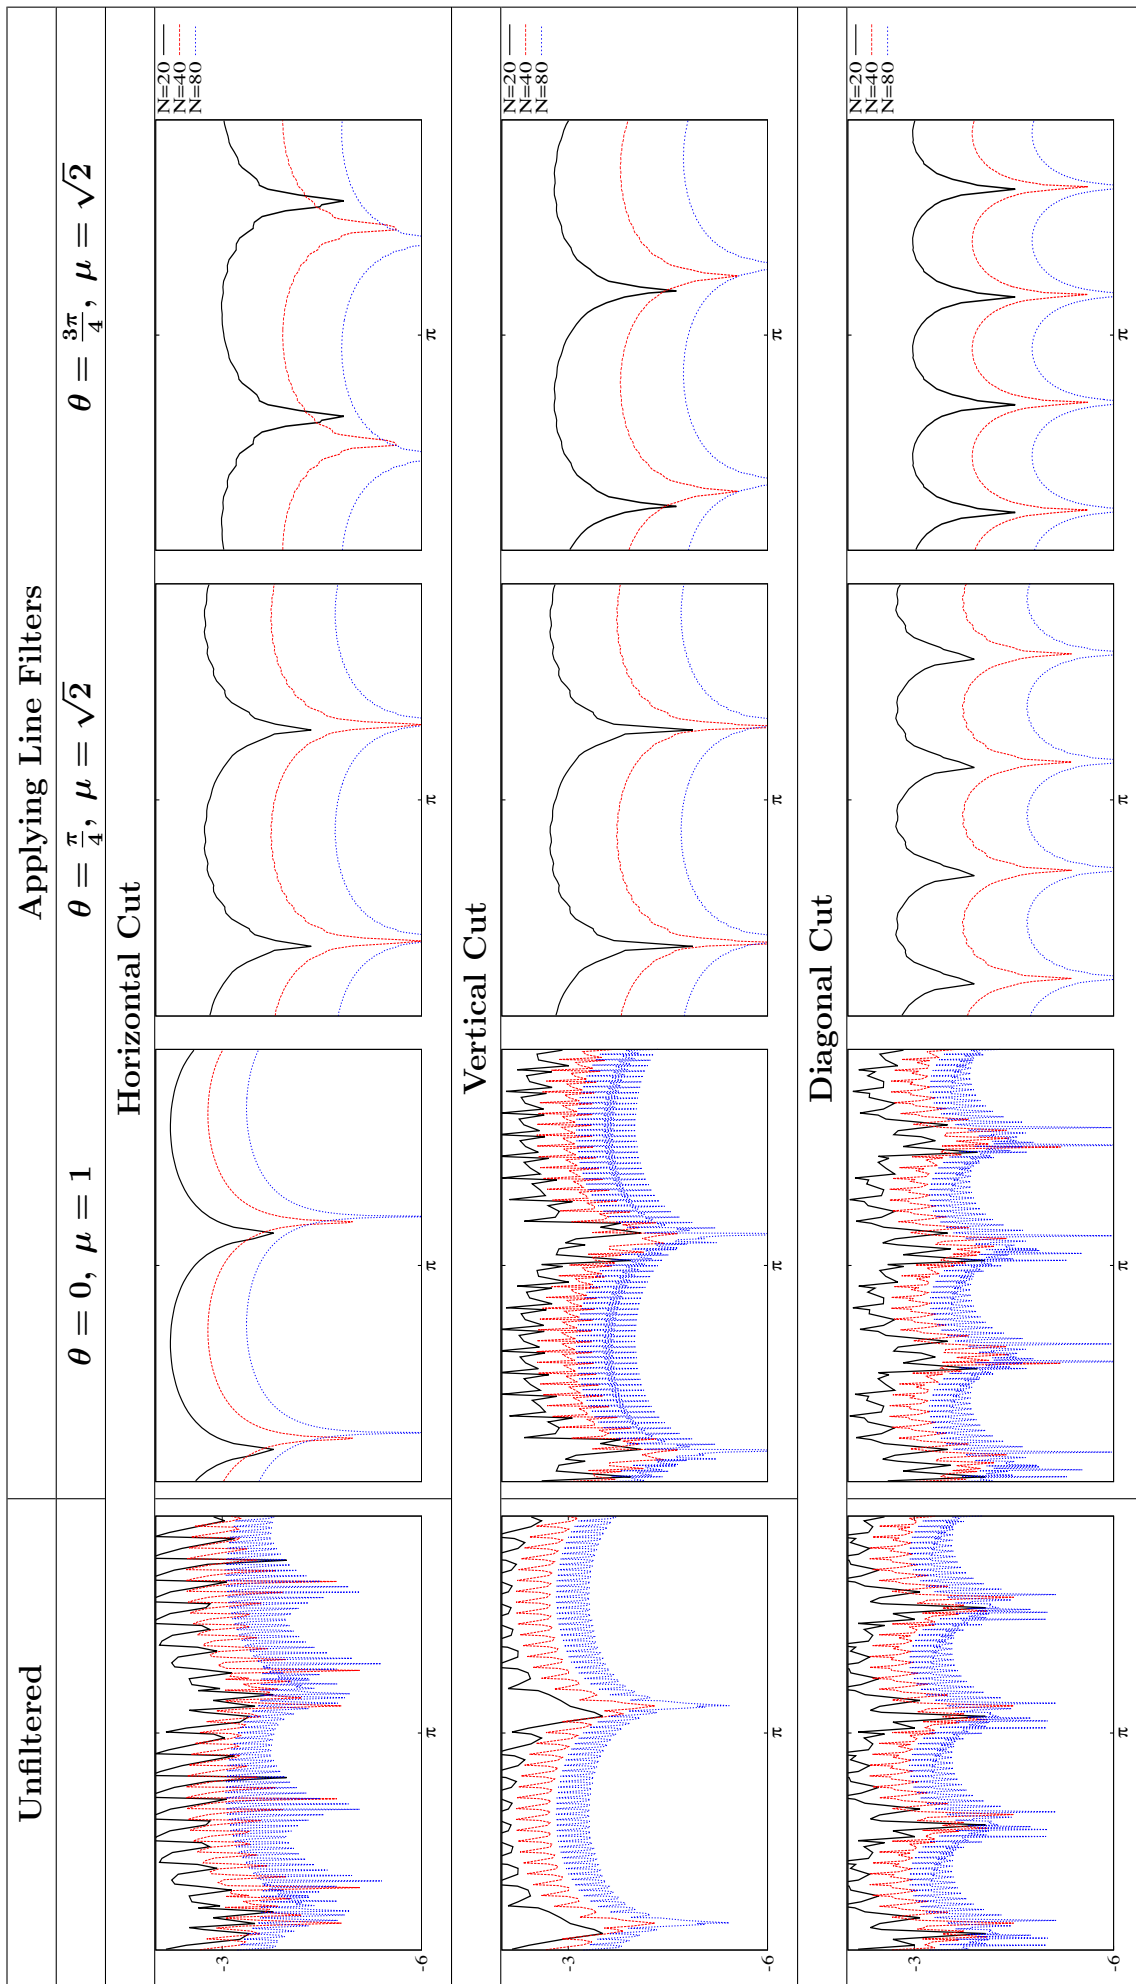 Unfiltered
Applying Line Filters
θ = 0, μ = 1
θ = π/4, μ = √2
θ = 3π/4, μ = √2
Horizontal Cut
-3
-6
π
π
π
π
N=20
N=40
N=80
Vertical Cut
-3
-6
π
π
π
π
N=20
N=40
N=80
Diagonal Cut
-3
-6
π
π
π
π
N=20
N=40
N=80